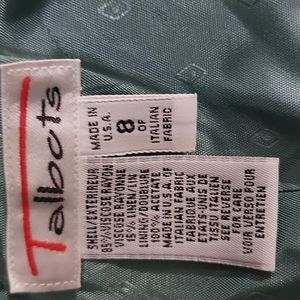 Talbots
MADE IN
U.S.A.
8
OF
ITALIAN
FABRIC
SHELL/EXTERIEUR
85% VISCOSE RAYON/
VISCOSE RAYONNE
15% LINEN/LIN
LINING/DOUBLURE
100% ACETATE
MADE IN U.S.A. OF
ITALIAN FABRIC
FABRIQUE AUX
ETATS-UNIS DE
TISSU ITALIEN
SEE REVERSE
FOR CARE
VOIR VERSO POUR
ENTRETIEN